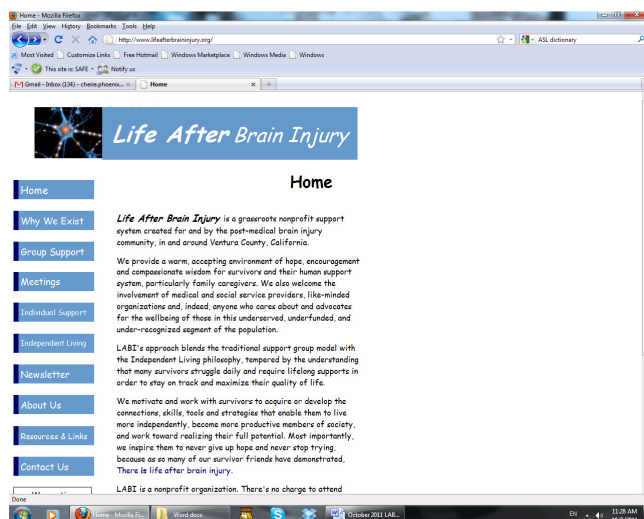 Home - Mozilla Firefox
File Edit View History Bookmarks Tools Help
http://www.lifeafterbraininjury.org/
ASL dictionary
Most Visited Customize Links Free Hotmail Windows Marketplace Windows Media Windows
This site is: SAFE Notify us
Gmail - Inbox (134) - cherie.phoenix...
Home
Life After Brain Injury
Home
Home
Why We Exist
Group Support
Meetings
Individual Support
Independent Living
Newsletter
About Us
Resources & Links
Contact Us
Life After Brain Injury is a grassroots nonprofit support
system created for and by the post-medical brain injury
community, in and around Ventura County, California.
We provide a warm, accepting environment of hope, encouragement
and compassionate wisdom for survivors and their human support
system, particularly family caregivers. We also welcome the
involvement of medical and social service providers, like-minded
organizations and, indeed, anyone who cares about and advocates
for the wellbeing of those in this underserved, underfunded, and
under-recognized segment of the population.
LABI's approach blends the traditional support group model with
the Independent Living philosophy, tempered by the understanding
that many survivors struggle daily and require lifelong supports in
order to stay on track and maximize their quality of life.
We motivate and work with survivors to acquire or develop the
connections, skills, tools and strategies that enable them to live
more independently, become more productive members of society,
and work toward realizing their full potential. Most importantly,
we inspire them to never give up hope and never stop trying,
because as so many of our survivor friends have demonstrated,
There is life after brain injury.
LABI is a nonprofit organization. There's no charge to attend
Done
Home - Mozilla Fi...
Word docs
October 2011 LAB...
EN
11:28 AM